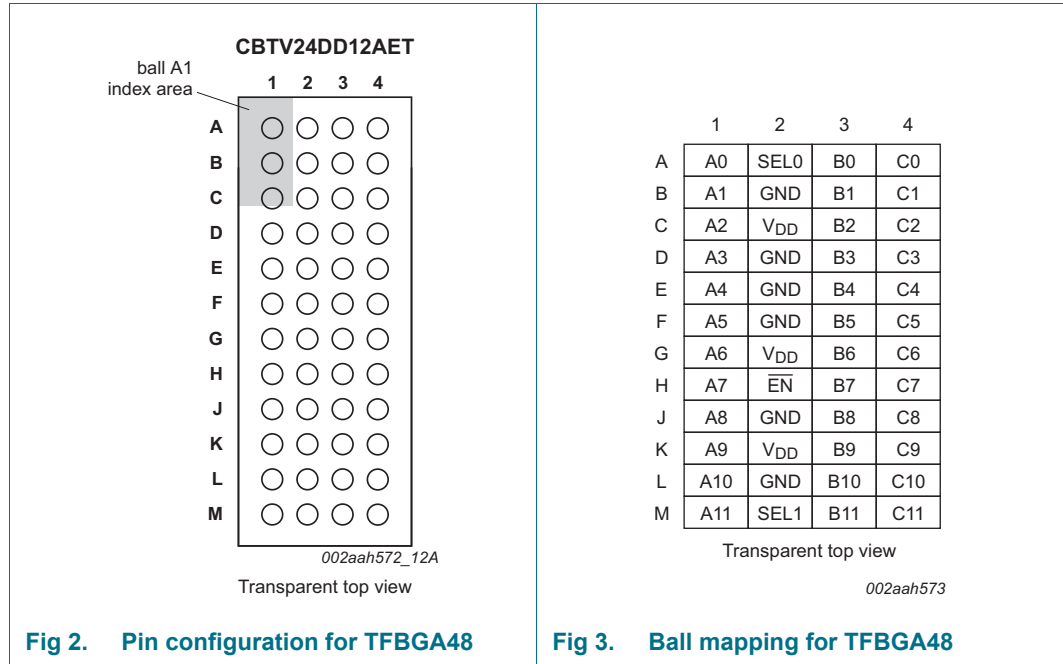 CBTV24DD12AET
ball A1
index area
1 2 3 4
A
B
C
D
E
F
G
H
J
K
L
M
002aah572_12A
Transparent top view
Fig 2. Pin configuration for TFBGA48
1 2 3 4
A A0 SEL0 B0 C0
B A1 GND B1 C1
C A2 VDD B2 C2
D A3 GND B3 C3
E A4 GND B4 C4
F A5 GND B5 C5
G A6 VDD B6 C6
H A7 E̅N̅ B7 C7
J A8 GND B8 C8
K A9 VDD B9 C9
L A10 GND B10 C10
M A11 SEL1 B11 C11
Transparent top view
002aah573
Fig 3. Ball mapping for TFBGA48